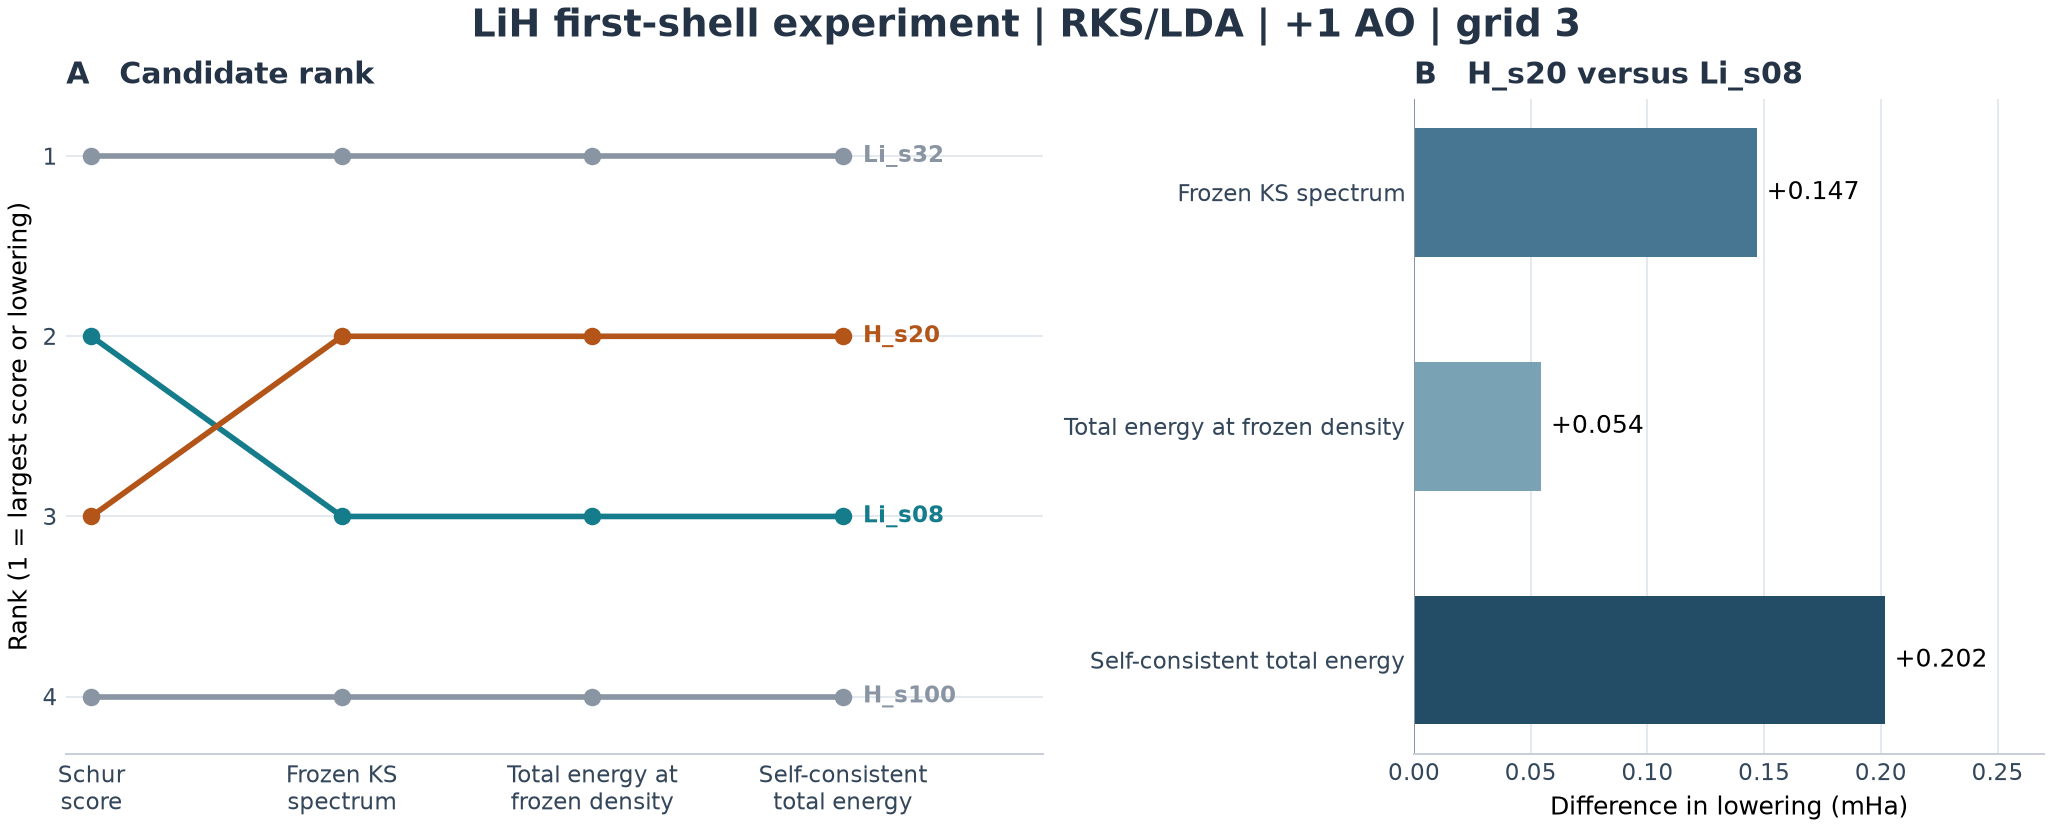 LiH first-shell experiment | RKS/LDA | +1 AO | grid 3
A Candidate rank
Rank (1 = largest score or lowering)
1
2
3
4
Li_s32
H_s20
Li_s08
H_s100
Schur
score
Frozen KS
spectrum
Total energy at
frozen density
Self-consistent
total energy
B H_s20 versus Li_s08
Frozen KS spectrum
+0.147
Total energy at frozen density
+0.054
Self-consistent total energy
+0.202
0.00 0.05 0.10 0.15 0.20 0.25
Difference in lowering (mHa)